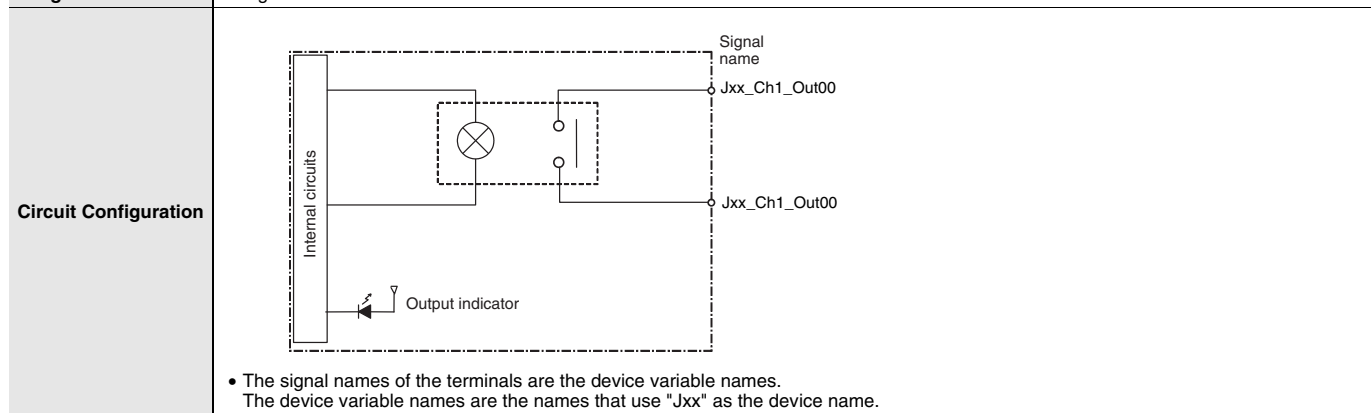 Circuit Configuration
Signal
name
Jxx_Ch1_Out00
Internal circuits
Jxx_Ch1_Out00
Output indicator
• The signal names of the terminals are the device variable names.
The device variable names are the names that use "Jxx" as the device name.